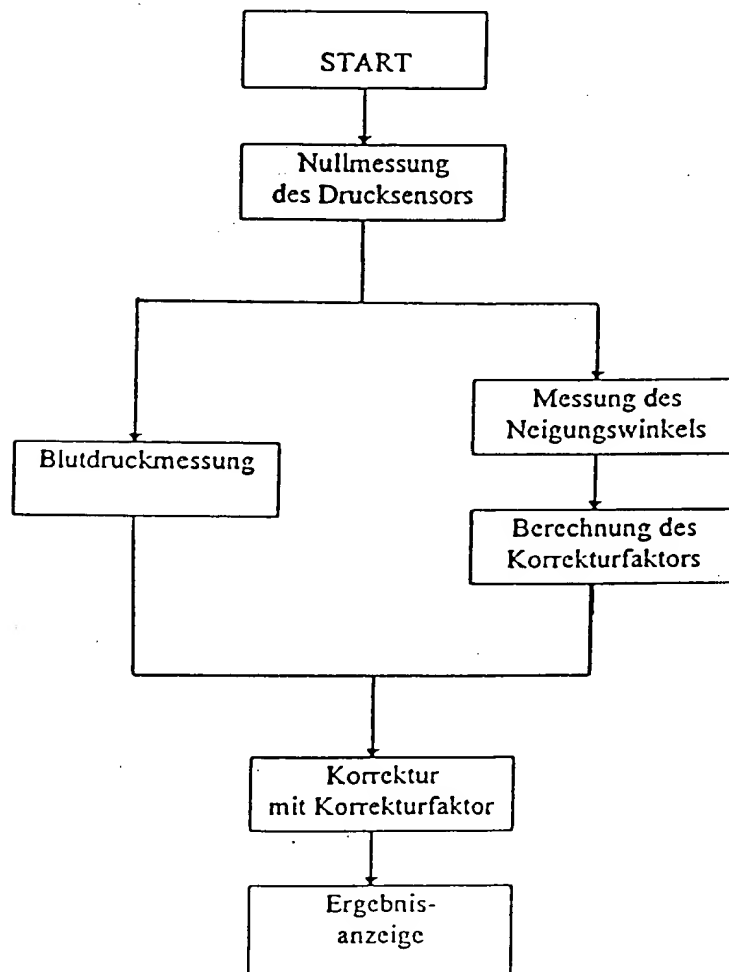 START
Nullmessung
des Drucksensors
Messung des
Neigungswinkels
Blutdruckmessung
Berechnung des
Korrekturfaktors
Korrektur
mit Korrekturfaktor
Ergebnis-
anzeige